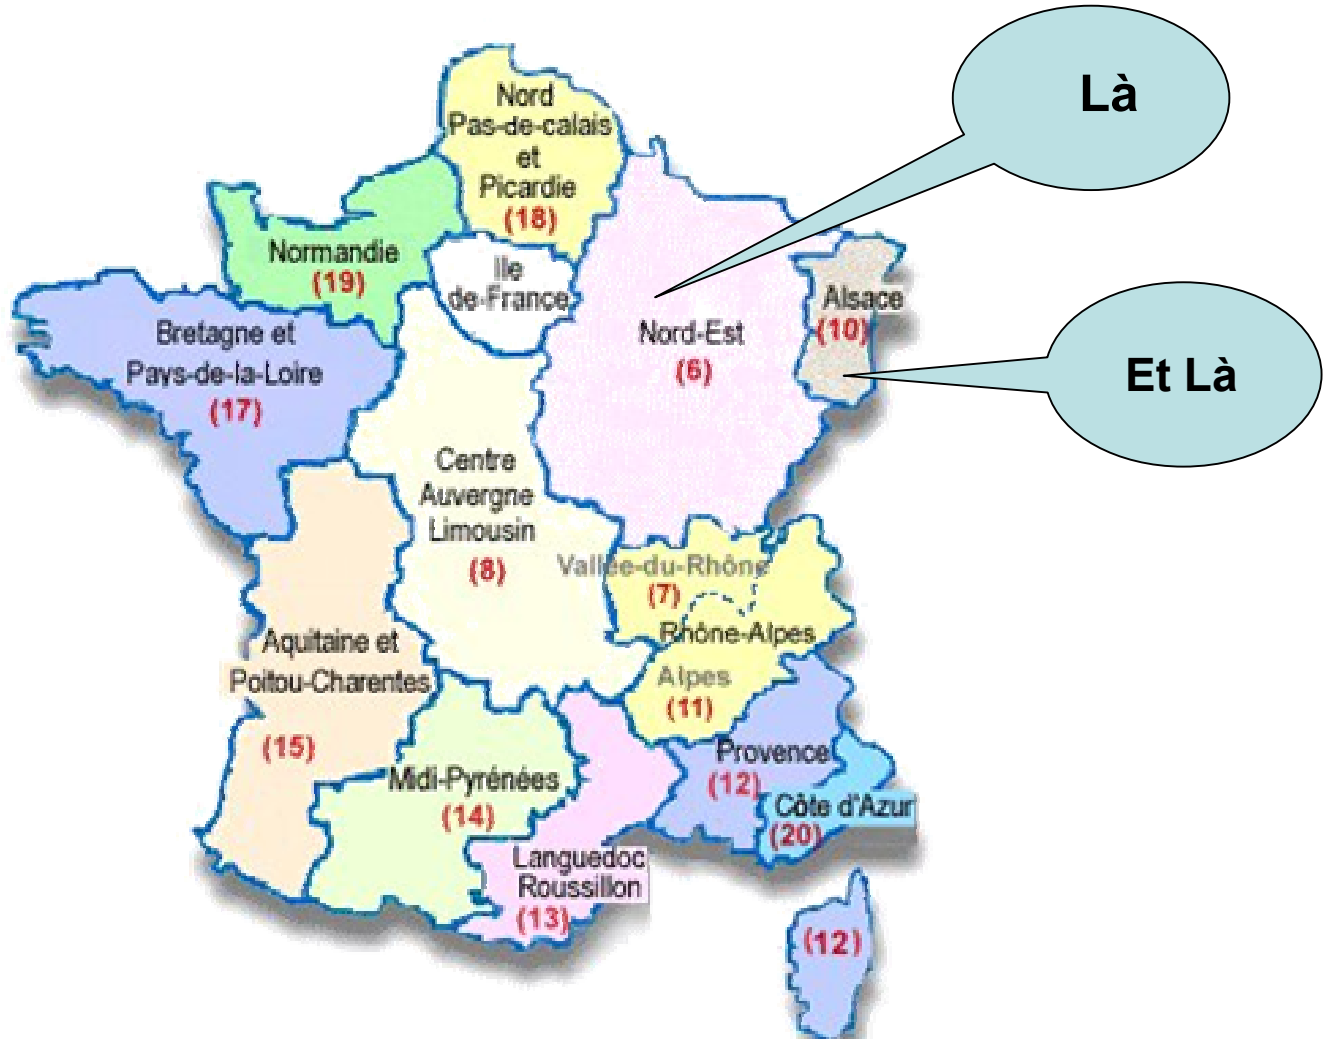 Là
Nord
Pas-de-calais
et
Picardie
(18)
Normandie
(19)
Ile
de-France
Alsace
(10)
Nord-Est
(6)
Et Là
Bretagne et
Pays-de-la-Loire
(17)
Centre
Auvergne
Limousin
(8)
Vallée-du-Rhône
(7)
Rhône-Alpes
Alpes
(11)
Aquitaine et
Poitou-Charentes
(15)
Provence
(12)
Midi-Pyrénées
(14)
Côte d'Azur
(20)
Languedoc
Roussillon
(13)
(12)